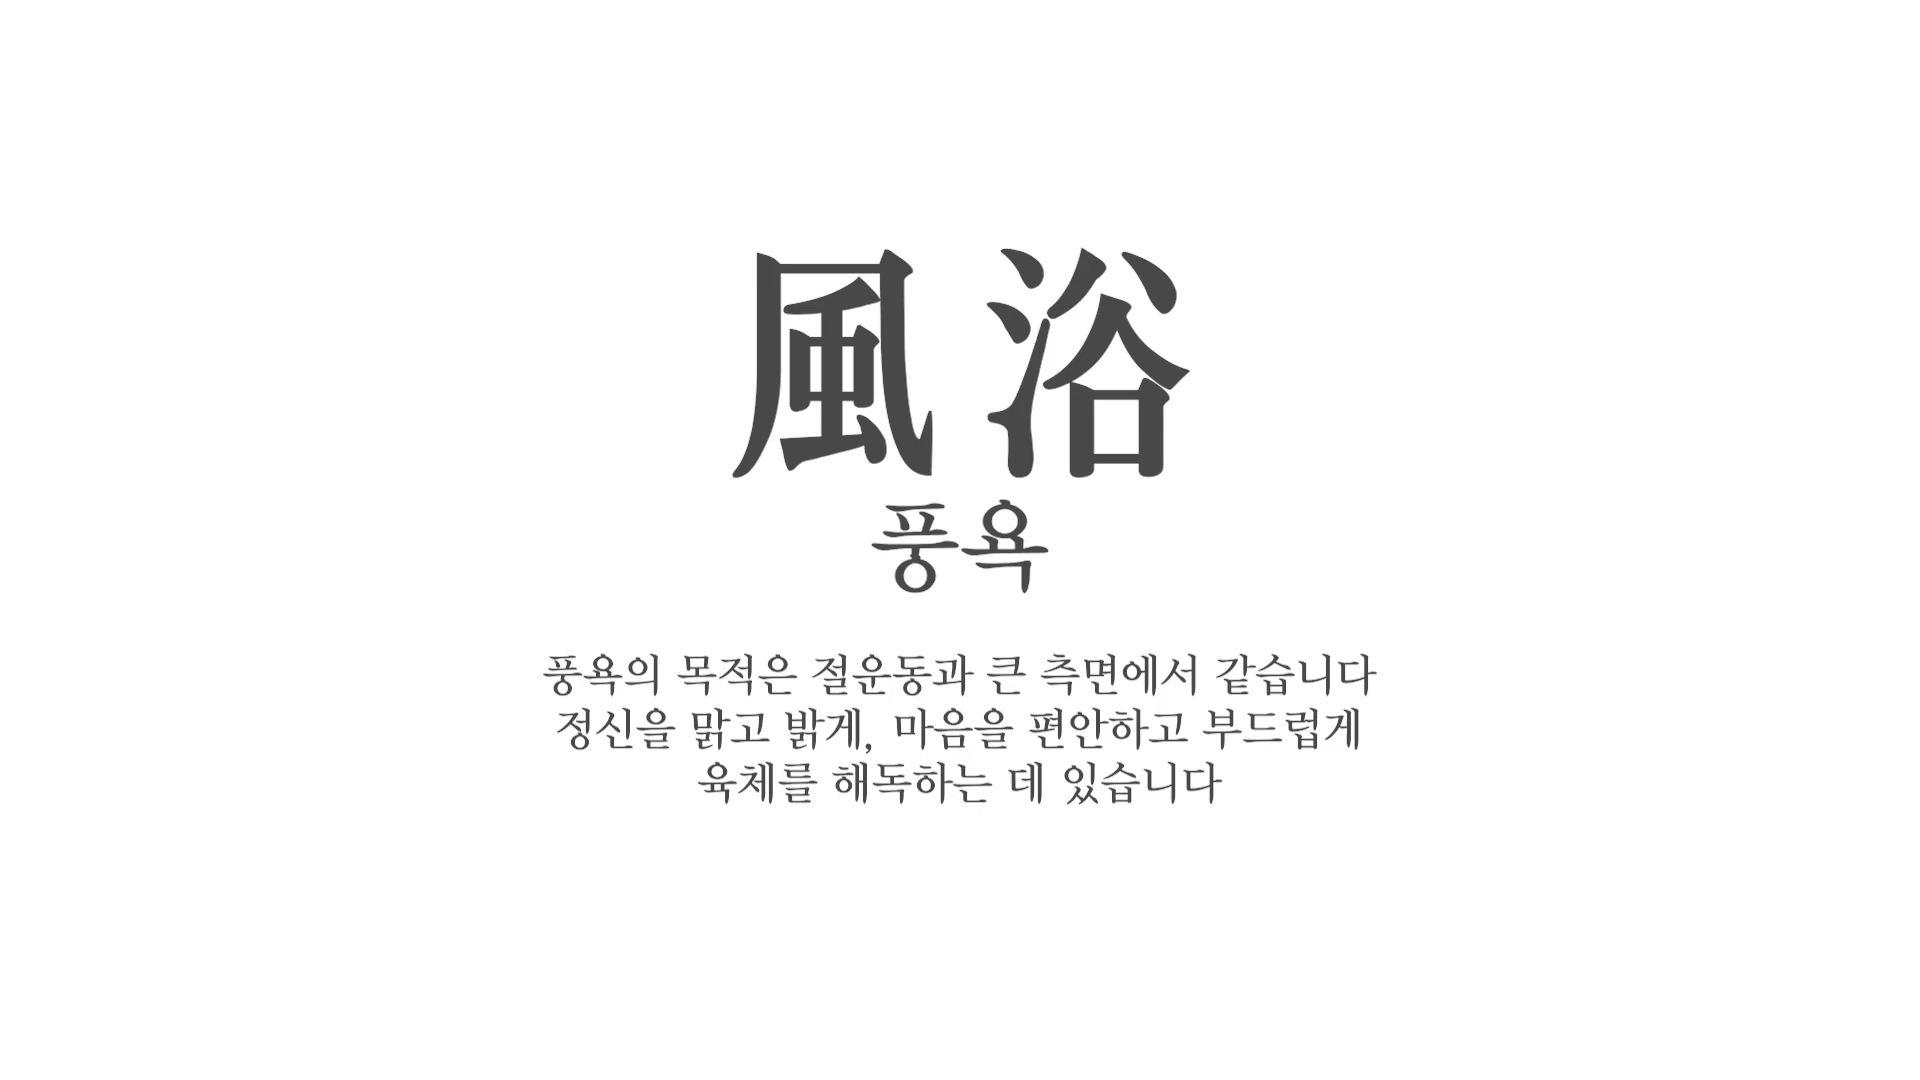 風浴
풍욕
풍욕의 목적은 절운동과 큰 측면에서 같습니다
정신을 맑고 밝게, 마음을 편안하고 부드럽게
육체를 해독하는 데 있습니다